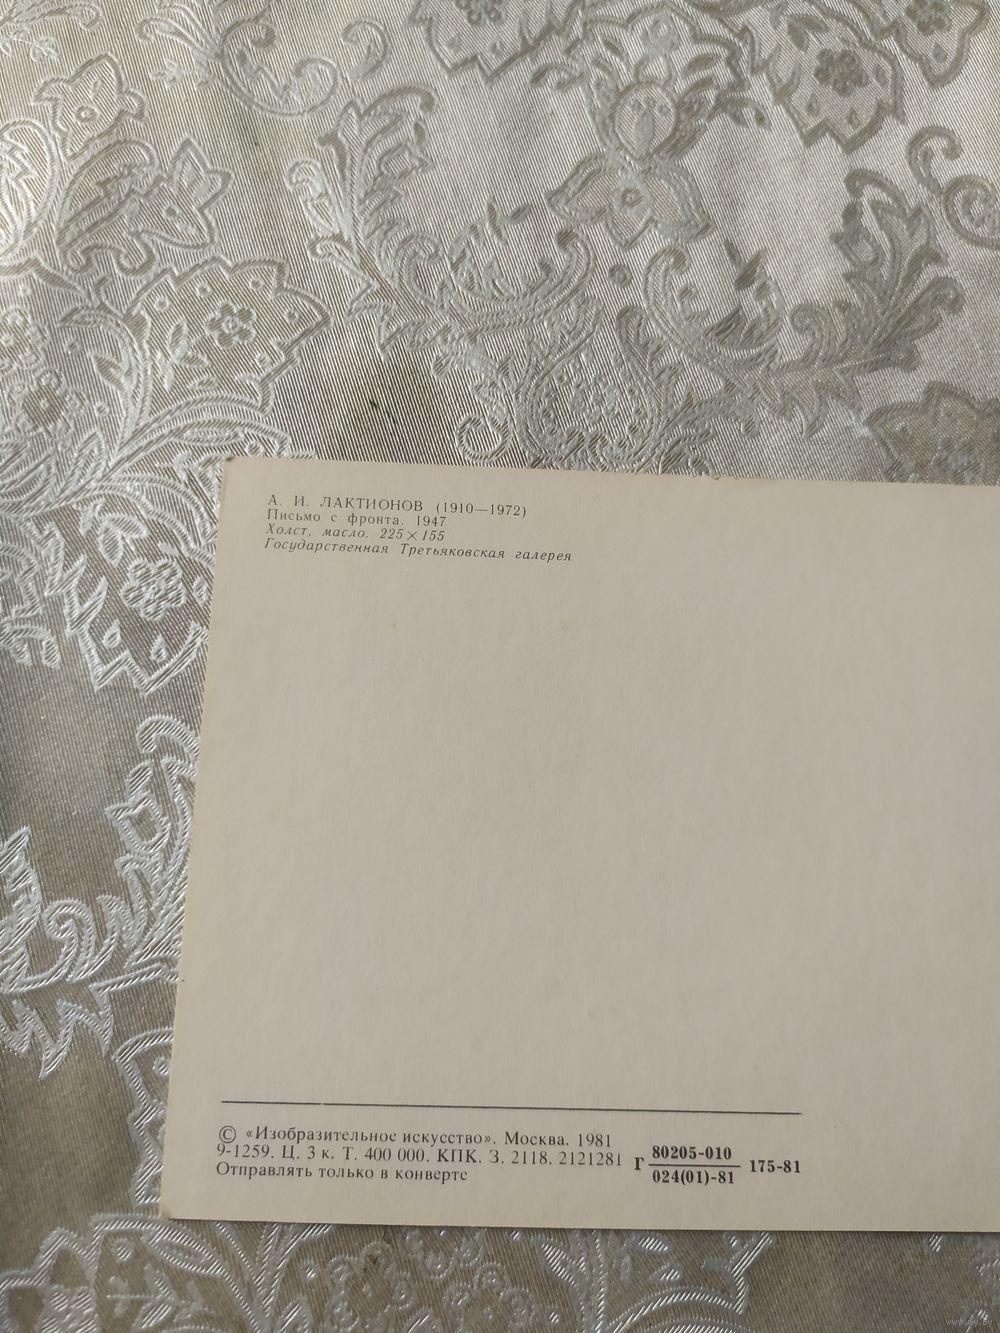 А. И. ЛАКТИОНОВ (1910—1972)
Письмо с фронта. 1947
Холст, масло. 225×155
Государственная Третьяковская галерея
© «Изобразительное искусство». Москва. 1981
9-1259. Ц. 3 к. Т. 400 000. КПК. З. 2118. 2121281
Отправлять только в конверте
Г 80205-010 175-81
024(01)-81